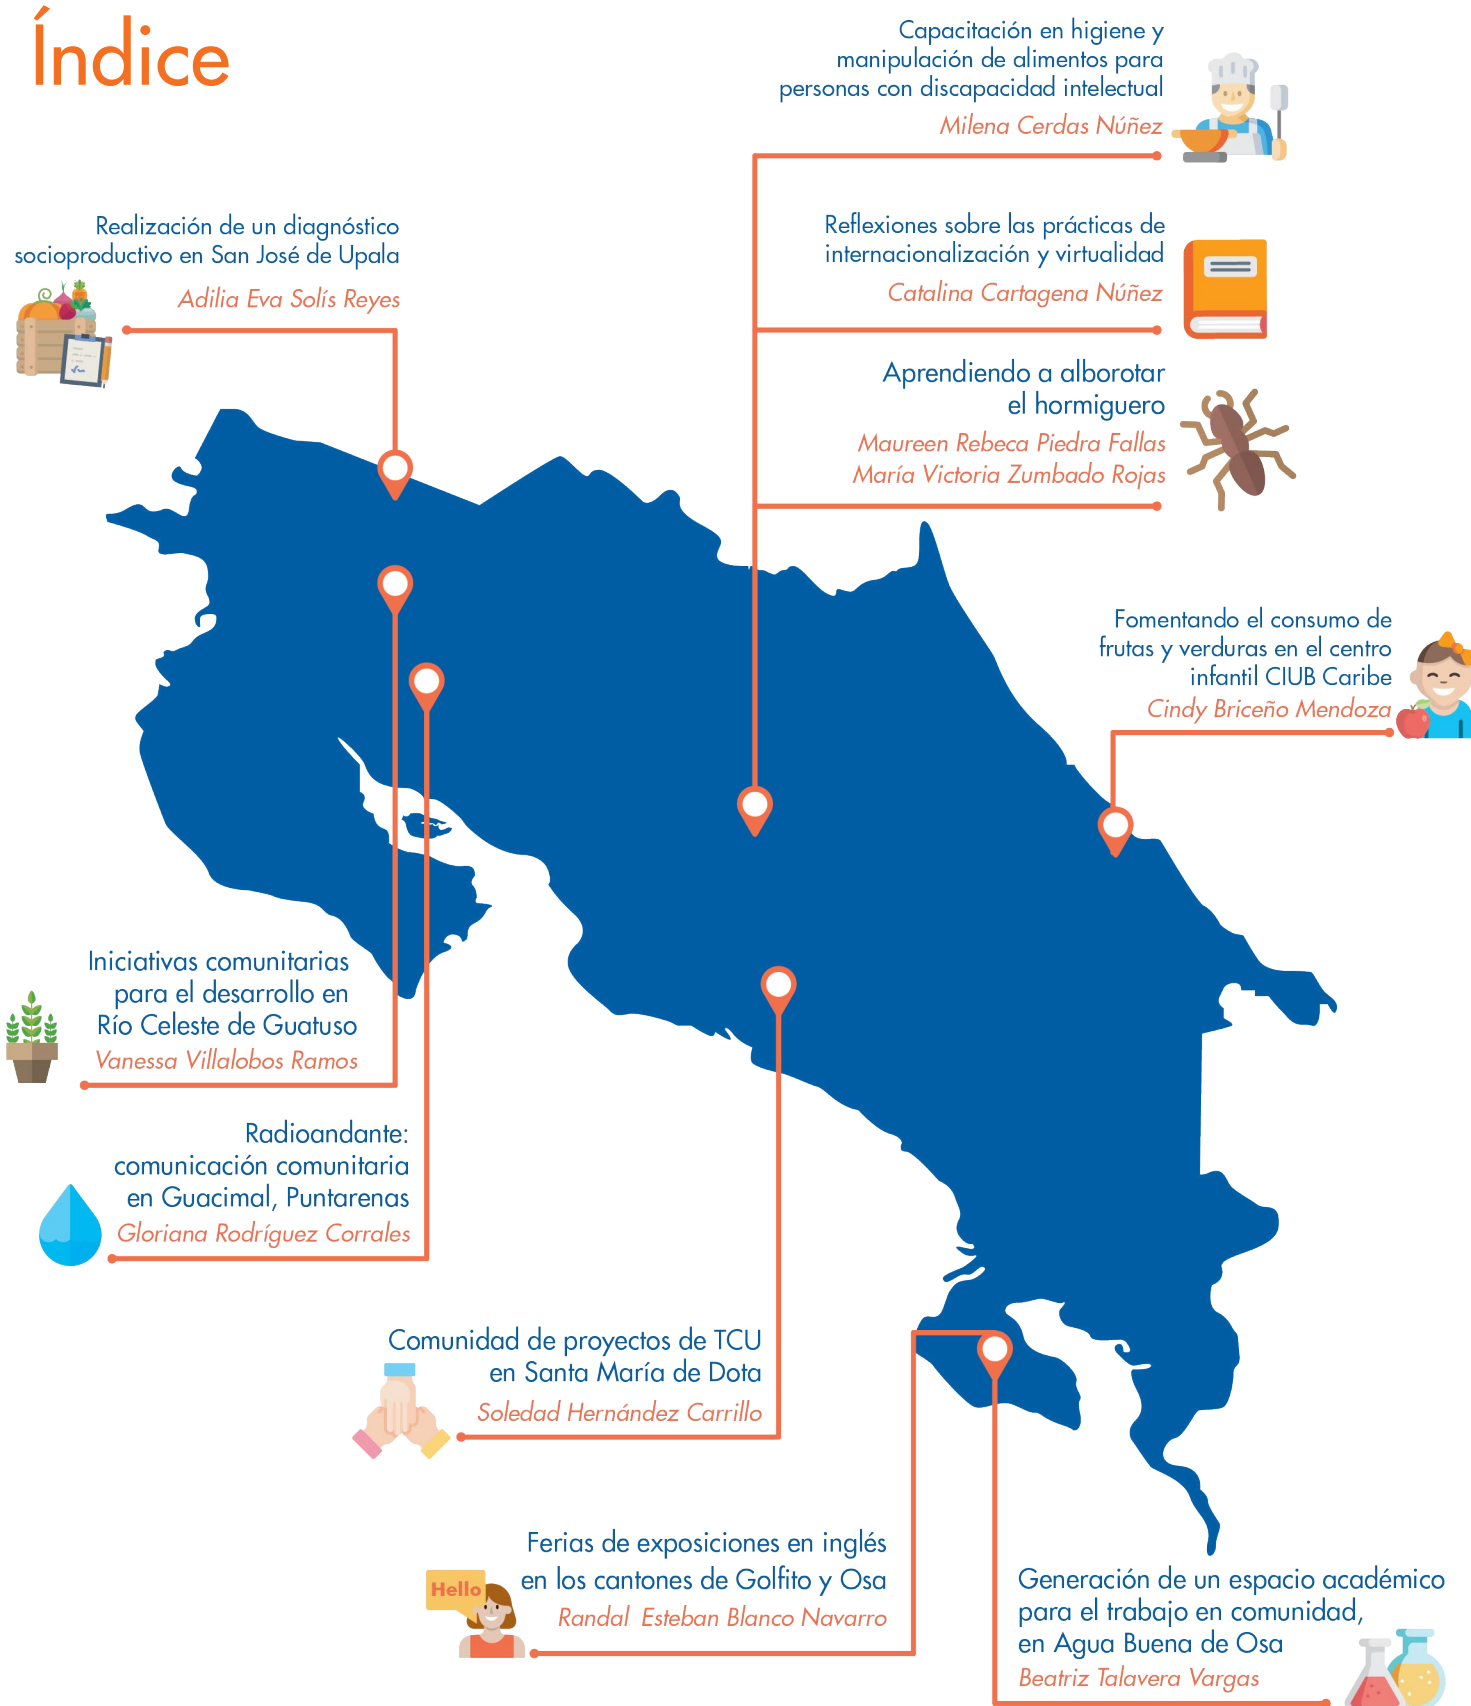 Índice
Capacitación en higiene y
manipulación de alimentos para
personas con discapacidad intelectual
Milena Cerdas Núñez
Realización de un diagnóstico
socioproductivo en San José de Upala
Adilia Eva Solís Reyes
Reflexiones sobre las prácticas de
internacionalización y virtualidad
Catalina Cartagena Núñez
Aprendiendo a alborotar
el hormiguero
Maureen Rebeca Piedra Fallas
María Victoria Zumbado Rojas
Fomentando el consumo de
frutas y verduras en el centro
infantil CIUB Caribe
Cindy Briceño Mendoza
Iniciativas comunitarias
para el desarrollo en
Río Celeste de Guatuso
Vanessa Villalobos Ramos
Radioandante:
comunicación comunitaria
en Guacimal, Puntarenas
Gloriana Rodríguez Corrales
Comunidad de proyectos de TCU
en Santa María de Dota
Soledad Hernández Carrillo
Ferias de exposiciones en inglés
en los cantones de Golfito y Osa
Randal Esteban Blanco Navarro
Hello
Generación de un espacio académico
para el trabajo en comunidad,
en Agua Buena de Osa
Beatriz Talavera Vargas